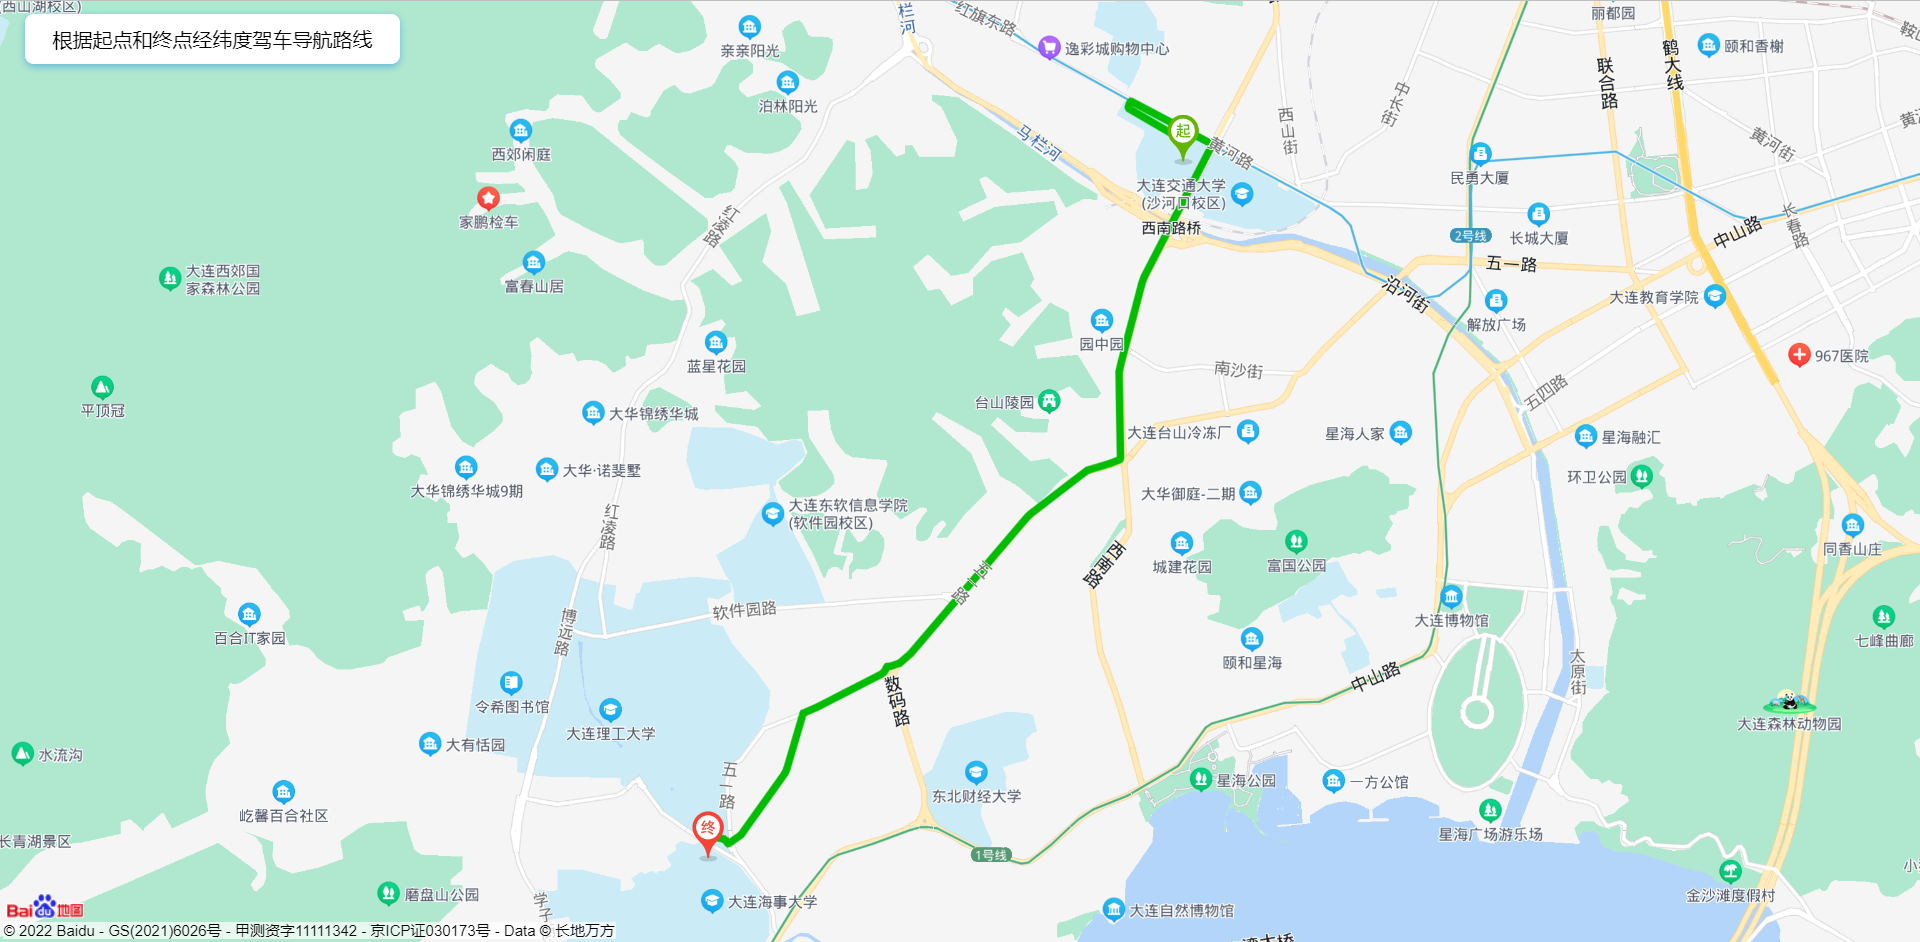 (西山湖校区)
根据起点和终点经纬度驾车导航路线
亲亲阳光
泊林阳光
栏河
红旗东路
逸彩城购物中心
丽都园
鹤大线
颐和香榭
联合路
中长街
西山街
黄河街
西郊闲庭
马栏河
起
黄河路
民勇大厦
家鹏检车
大连交通大学
(沙河口校区)
西南路桥
2号线
长城大厦
中山路
长春路
红凌路
五一路
大连西郊国
家森林公园
富春山居
沿河街
大连教育学院
解放广场
园中园
蓝星花园
南沙街
967医院
五四路
平顶冠
台山陵园
大华锦绣华城
大连台山冷冻厂
星海人家
星海融汇
大华·诺斐墅
环卫公园
大华锦绣华城9期
大华御庭-二期
大连东软信息学院
(软件园校区)
红凌路
同香山庄
城建花园
富国公园
西南路
五一路
软件园路
博远路
大连博物馆
百合IT家园
七峰曲廊
颐和星海
太原街
中山路
数码路
令希图书馆
大连理工大学
大连森林动物园
大有恬园
水流沟
五一路
东北财经大学
星海公园
一方公馆
屹馨百合社区
终
星海广场游乐场
长青湖景区
1号线
小
磨盘山公园
学子
大连海事大学
金沙滩度假村
大连自然博物馆
Bai du 地图
© 2022 Baidu - GS(2021)6026号 - 甲测资字11111342 - 京ICP证030173号 - Data © 长地万方